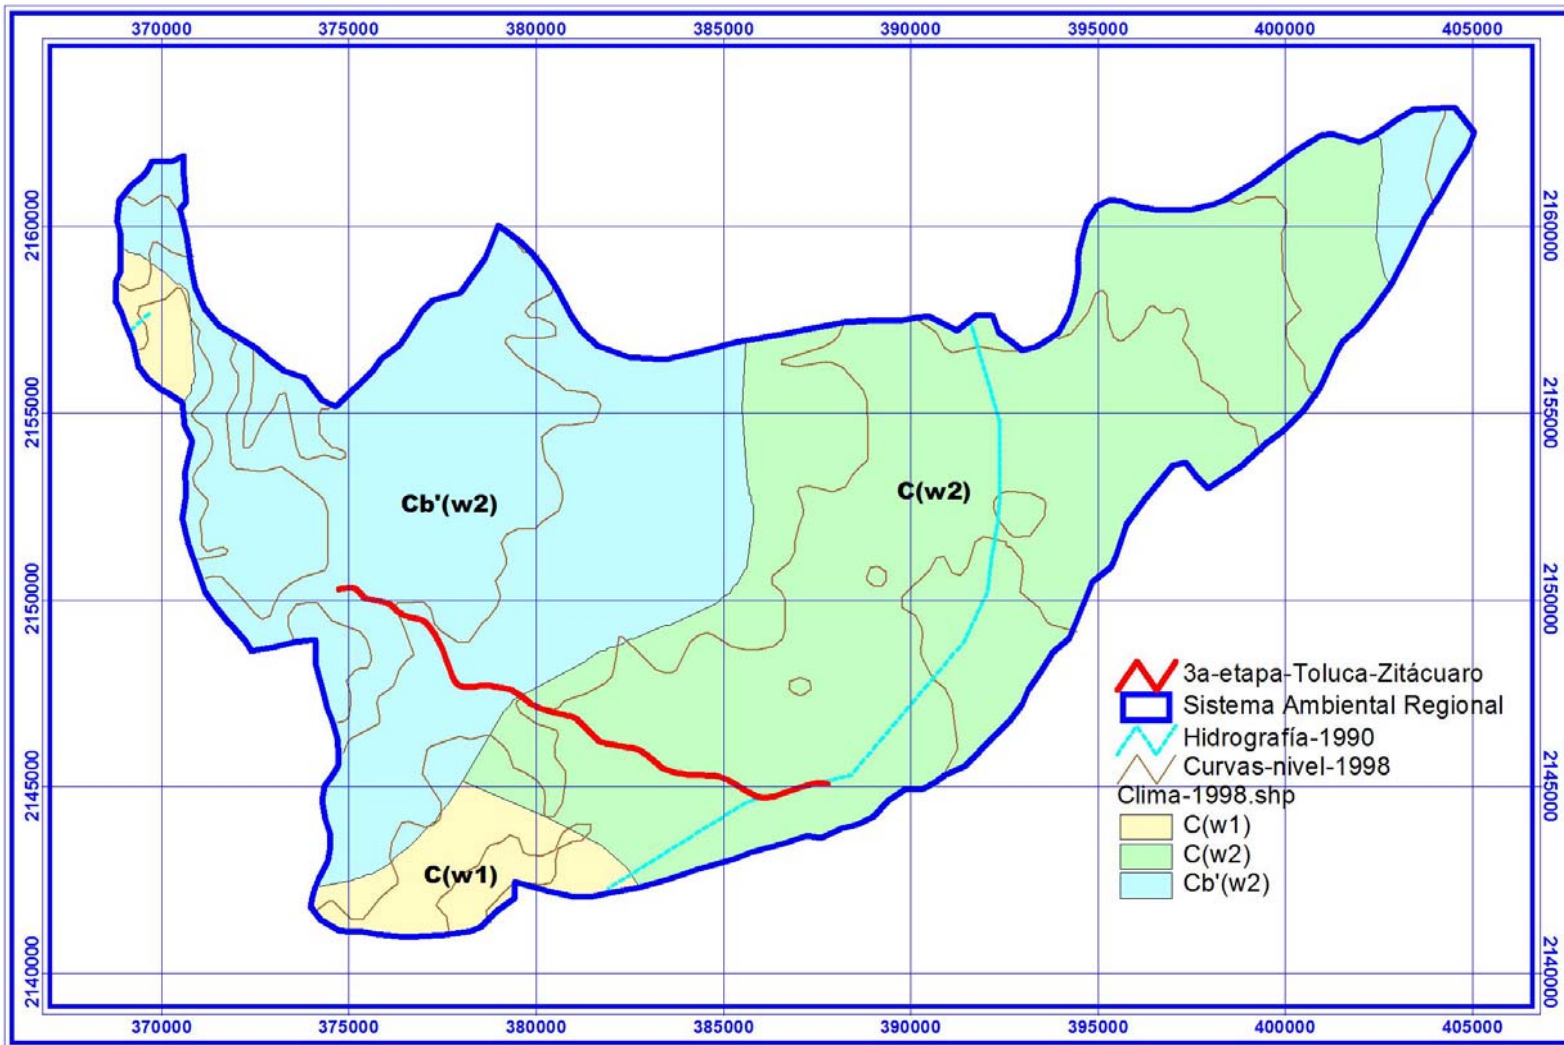 370000 375000 380000 385000 390000 395000 400000 405000
2160000
2155000
2150000
2145000
2140000
2160000
2155000
2150000
2145000
2140000
Cb'(w2)
C(w2)
C(w1)
3a-etapa-Toluca-Zitácuaro
Sistema Ambiental Regional
Hidrografía-1990
Curvas-nivel-1998
Clima-1998.shp
C(w1)
C(w2)
Cb'(w2)
370000 375000 380000 385000 390000 395000 400000 405000